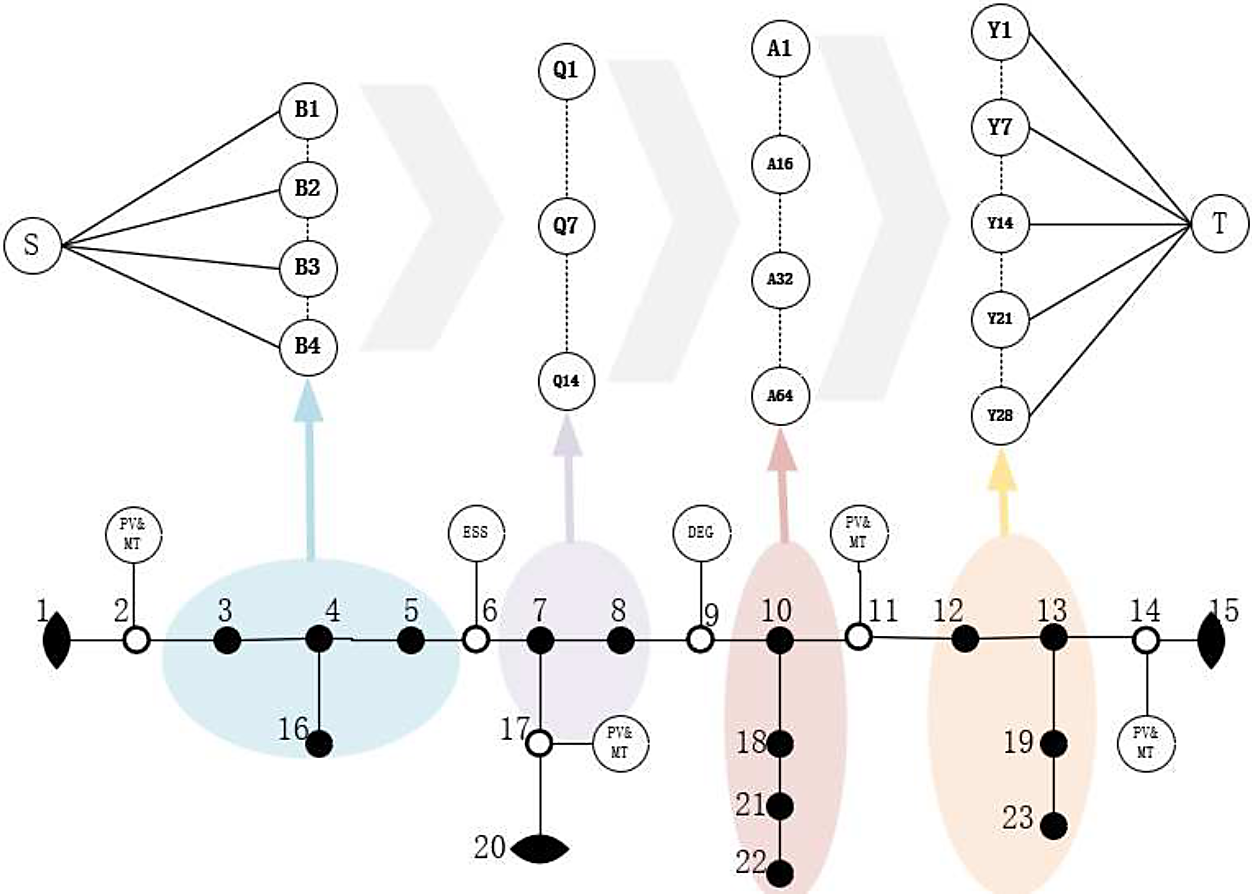 Y1
A1
Q1
B1
Y7
A16
B2
Q7
Y14
T
S
B3
A32
Y21
B4
Q14
A64
Y28
PV&
MT
ESS
DEG
PV&
MT
1
2
3
4
5
6
7
8
9
10
11
12
13
14
15
16
17
PV&
MT
18
19
PV&
MT
21
23
20
22